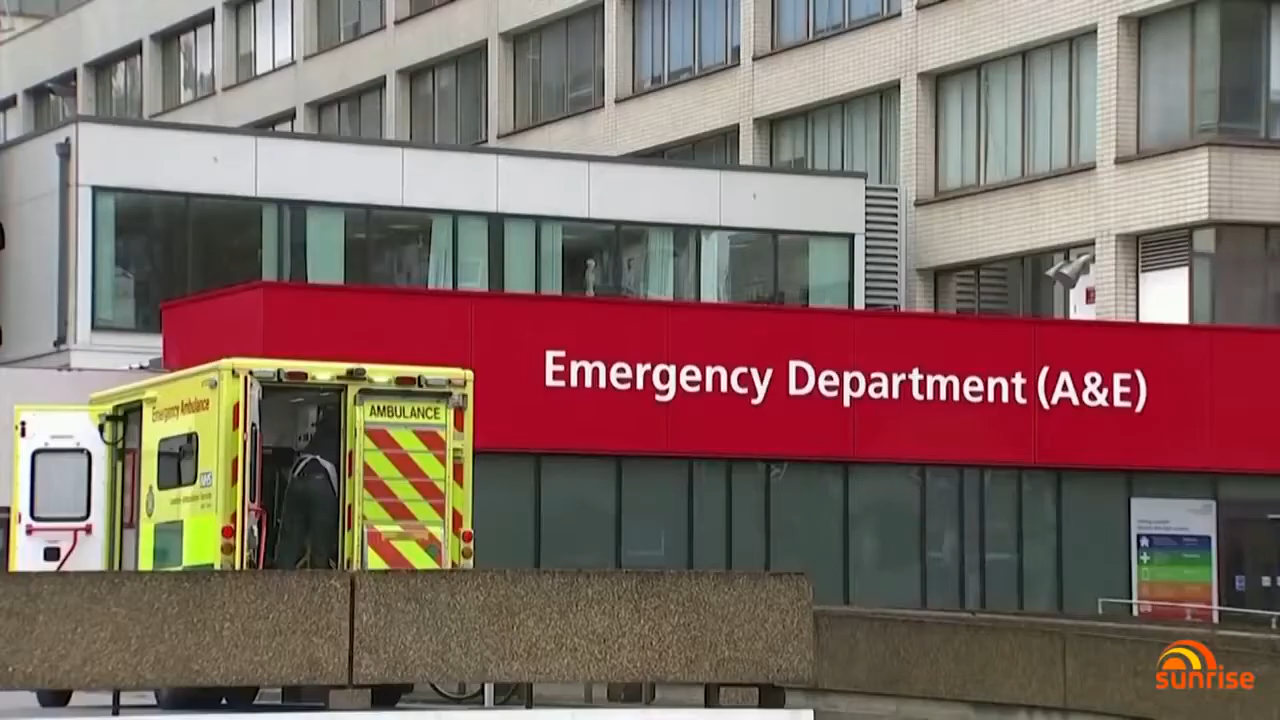 Emergency Department (A&E)
AMBULANCE
Emergency Ambulance
NHS
sunrise